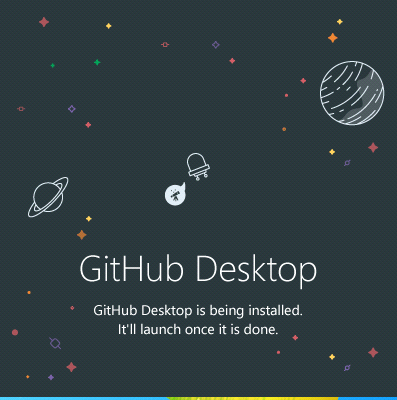 GitHub Desktop
GitHub Desktop is being installed.
It'll launch once it is done.